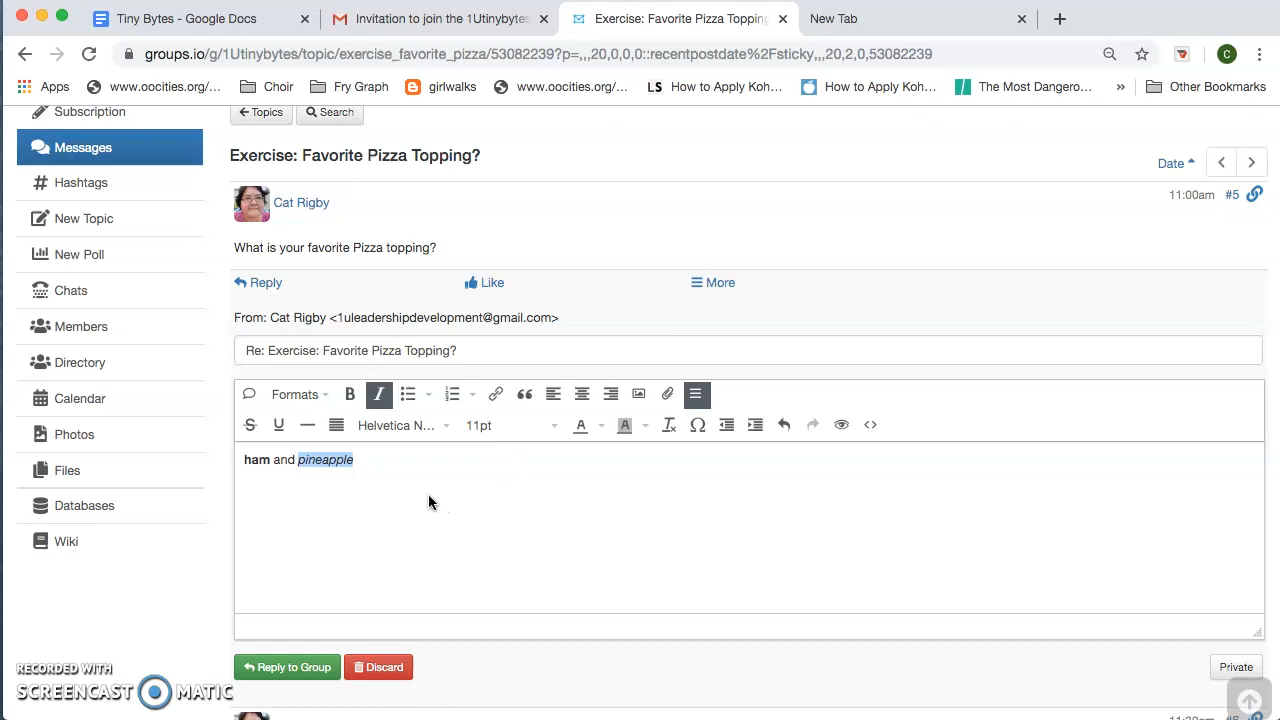 Tiny Bytes - Google Docs
Invitation to join the 1Utinybytes
Exercise: Favorite Pizza Topping
New Tab
groups.io/g/1Utinybytes/topic/exercise_favorite_pizza/53082239?p=,,,20,0,0,0::recentpostdate%2Fsticky,,,20,2,0,53082239
C
Apps
www.oocities.org/...
Choir
Fry Graph
girlwalks
www.oocities.org/...
LS How to Apply Koh...
How to Apply Koh...
The Most Dangero...
»
Other Bookmarks
Subscription
Messages
Hashtags
New Topic
New Poll
Chats
Members
Directory
Calendar
Photos
Files
Databases
Wiki
Topics
Search
Exercise: Favorite Pizza Topping?
Date
Cat Rigby
11:00am #5
What is your favorite Pizza topping?
Reply
Like
More
From: Cat Rigby <1uleadershipdevelopment@gmail.com>
Re: Exercise: Favorite Pizza Topping?
Formats B I
S U Helvetica N... 11pt A A
ham and pineapple
Reply to Group
Discard
Private
RECORDED WITH
SCREENCAST MATIC